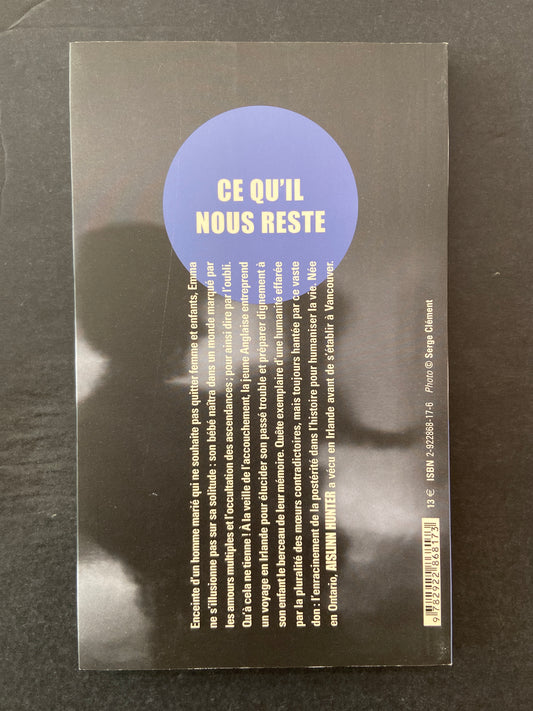 CE QU'IL
NOUS RESTE
Enceinte d'un homme marié qui ne souhaite pas quitter femme et enfants, Emma
ne s'illusionne pas sur sa solitude : son bébé naîtra dans un monde marqué par
les amours multiples et l'occultation des ascendances ; pour ainsi dire par l'oubli.
Qu'à cela ne tienne ! À la veille de l'accouchement, la jeune Anglaise entreprend
un voyage en Irlande pour élucider son passé trouble et préparer dignement à
son enfant le berceau de leur mémoire. Quête exemplaire d'une humanité effarée
par la pluralité des mœurs contradictoires, mais toujours hantée par ce vaste
don : l'enracinement de la postérité dans l'histoire pour humaniser la vie. Née
en Ontario, AISLINN HUNTER a vécu en Irlande avant de s'établir à Vancouver.
13 € ISBN 2-922868-17-6 Photo © Serge Clément
9782922868173